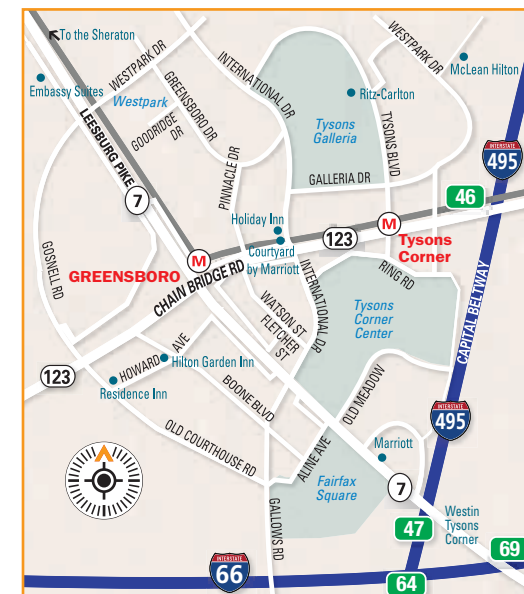 To the Sheraton
WESTPARK DR
Embassy Suites
Westpark
GREENSBORO DR
GOODRIDGE
DR
INTERNATIONAL DR
WESTPARK DR
McLean Hilton
Ritz-Carlton
Tysons
Galleria
TYSONS BLVD
LEESBURG PIKE
7
PINNACLE DR
GALLERIA DR
INTERSTATE
495
46
GOSNELL RD
Holiday Inn
123
M
Tysons
Corner
Courtyard
by Marriott
GREENSBORO
M
CHAIN BRIDGE RD
RING RD
INTERNATIONAL DR
WATSON ST
FLETCHER
ST
Tysons
Corner
Center
CAPITAL BELTWAY
HOWARD AVE
Hilton Garden Inn
123
Residence Inn
BOONE BLVD
OLD MEADOW
INTERSTATE
495
OLD COURTHOUSE RD
ALINE AVE
Marriott
Fairfax
Square
7
GALLOWS RD
Westin
Tysons
Corner
47
69
INTERSTATE
66
64